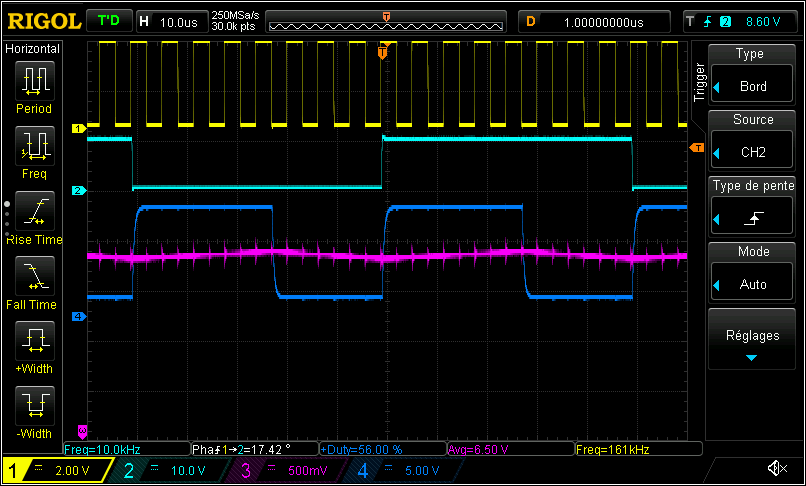 RIGOL T'D H 10.0us 250MSa/s 30.0k pts T D 1.00000000us T 2 8.60 V
Horizontal
Period
Freq
Rise Time
Fall Time
+Width
-Width
T
1
2
4
T
Trigger
Type
Bord
Source
CH2
Type de pente
Mode
Auto
Réglages
Freq=10.0kHz Pha1→2=17.42 ° +Duty=56.00 % Avg=6.50 V Freq=161kHz
1 2.00 V 2 10.0 V 3 500mV 4 5.00 V